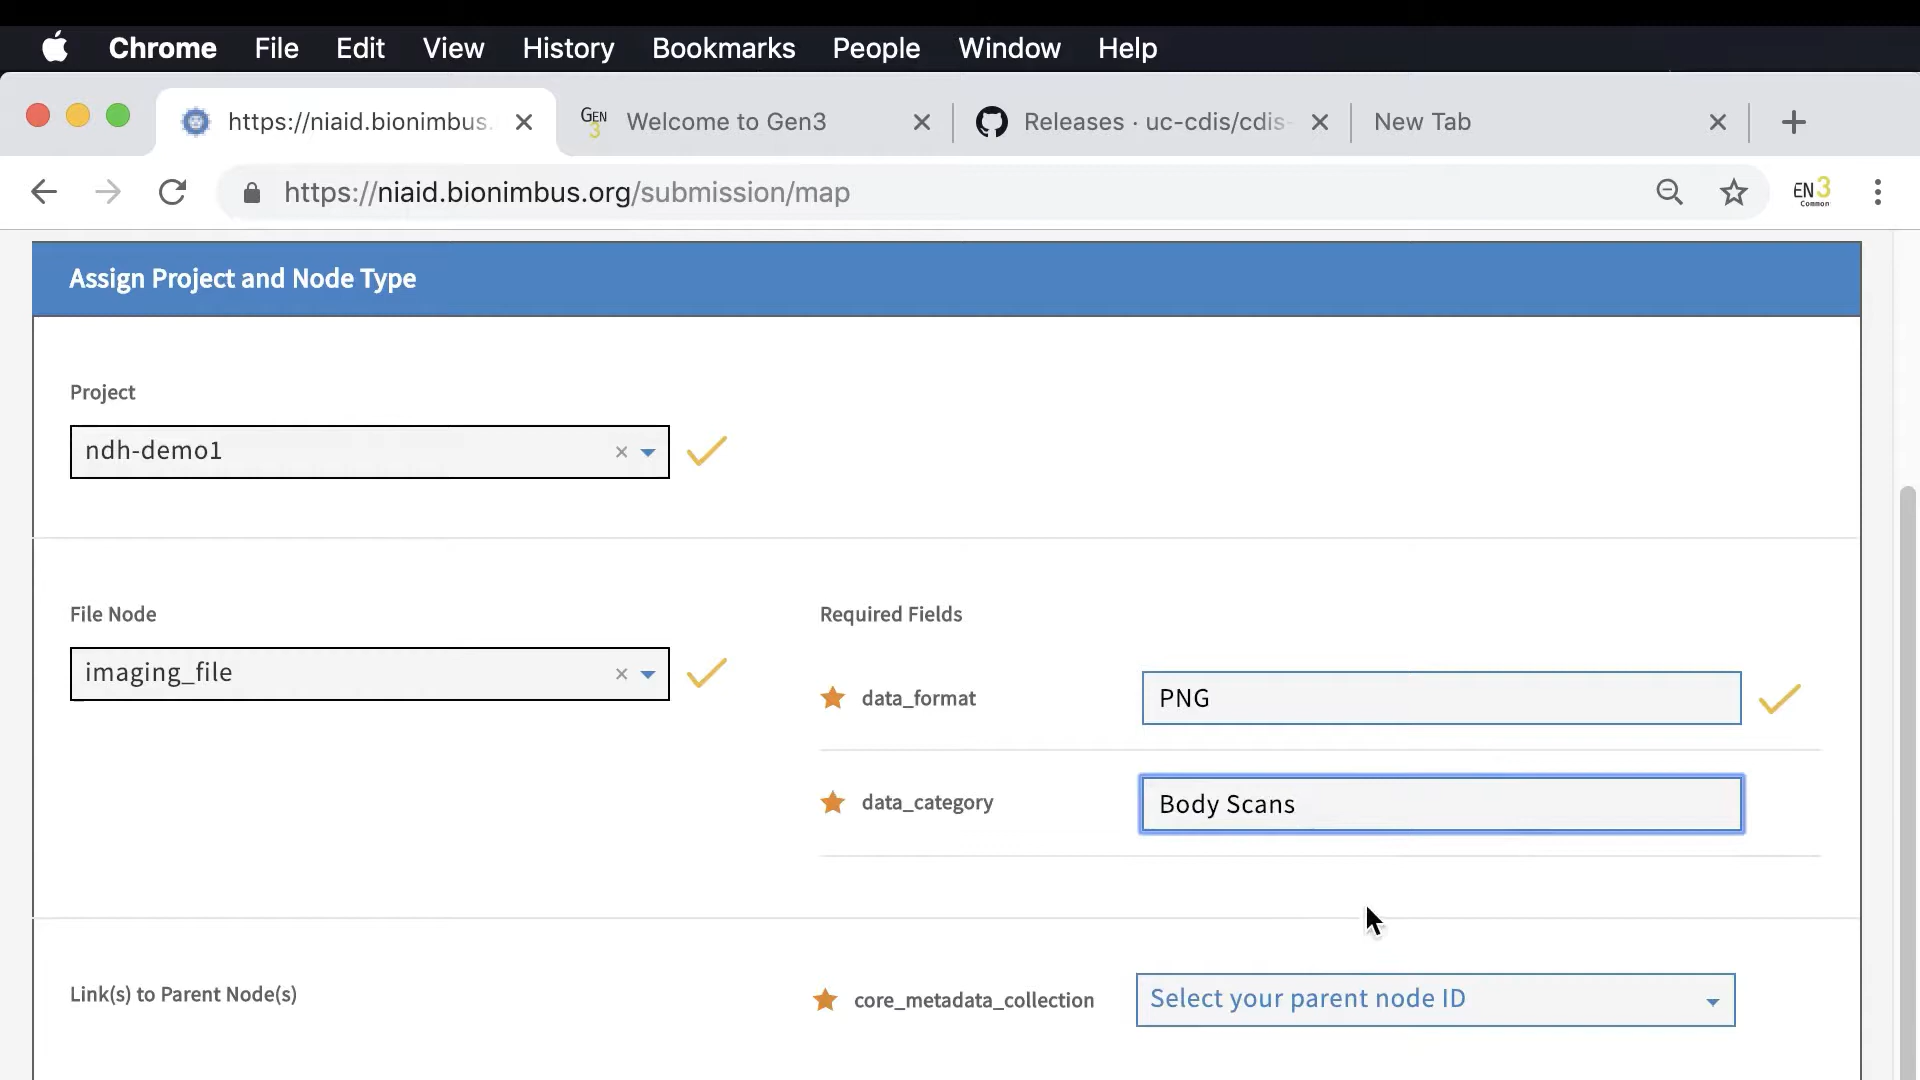 Chrome File Edit View History Bookmarks People Window Help
https://niaid.bionimbus. Welcome to Gen3 Releases · uc-cdis/cdis- New Tab
https://niaid.bionimbus.org/submission/map
Assign Project and Node Type
Project
ndh-demo1
File Node
Required Fields
imaging_file
data_format PNG
data_category Body Scans
Link(s) to Parent Node(s) core_metadata_collection Select your parent node ID